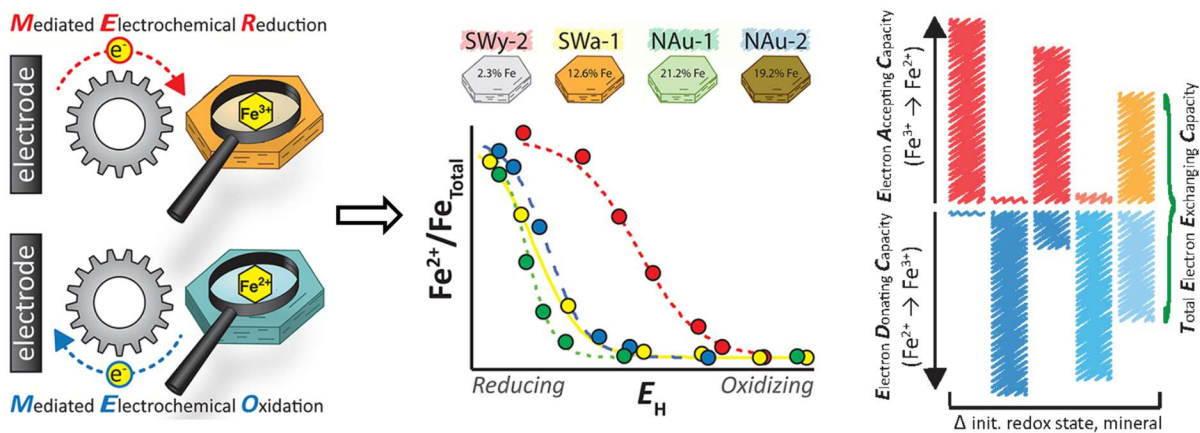 Mediated Electrochemical Reduction
electrode
e-
Fe3+
electrode
Fe2+
e-
Mediated Electrochemical Oxidation
SWy-2 SWa-1 NAu-1 NAu-2
2.3% Fe 12.6% Fe 21.2% Fe 19.2% Fe
Fe2+/FeTotal
Reducing EH Oxidizing
Electron Accepting Capacity
(Fe3+ → Fe2+)
Electron Donating Capacity
(Fe2+ → Fe3+)
Total Electron Exchanging Capacity
Δ init. redox state, mineral